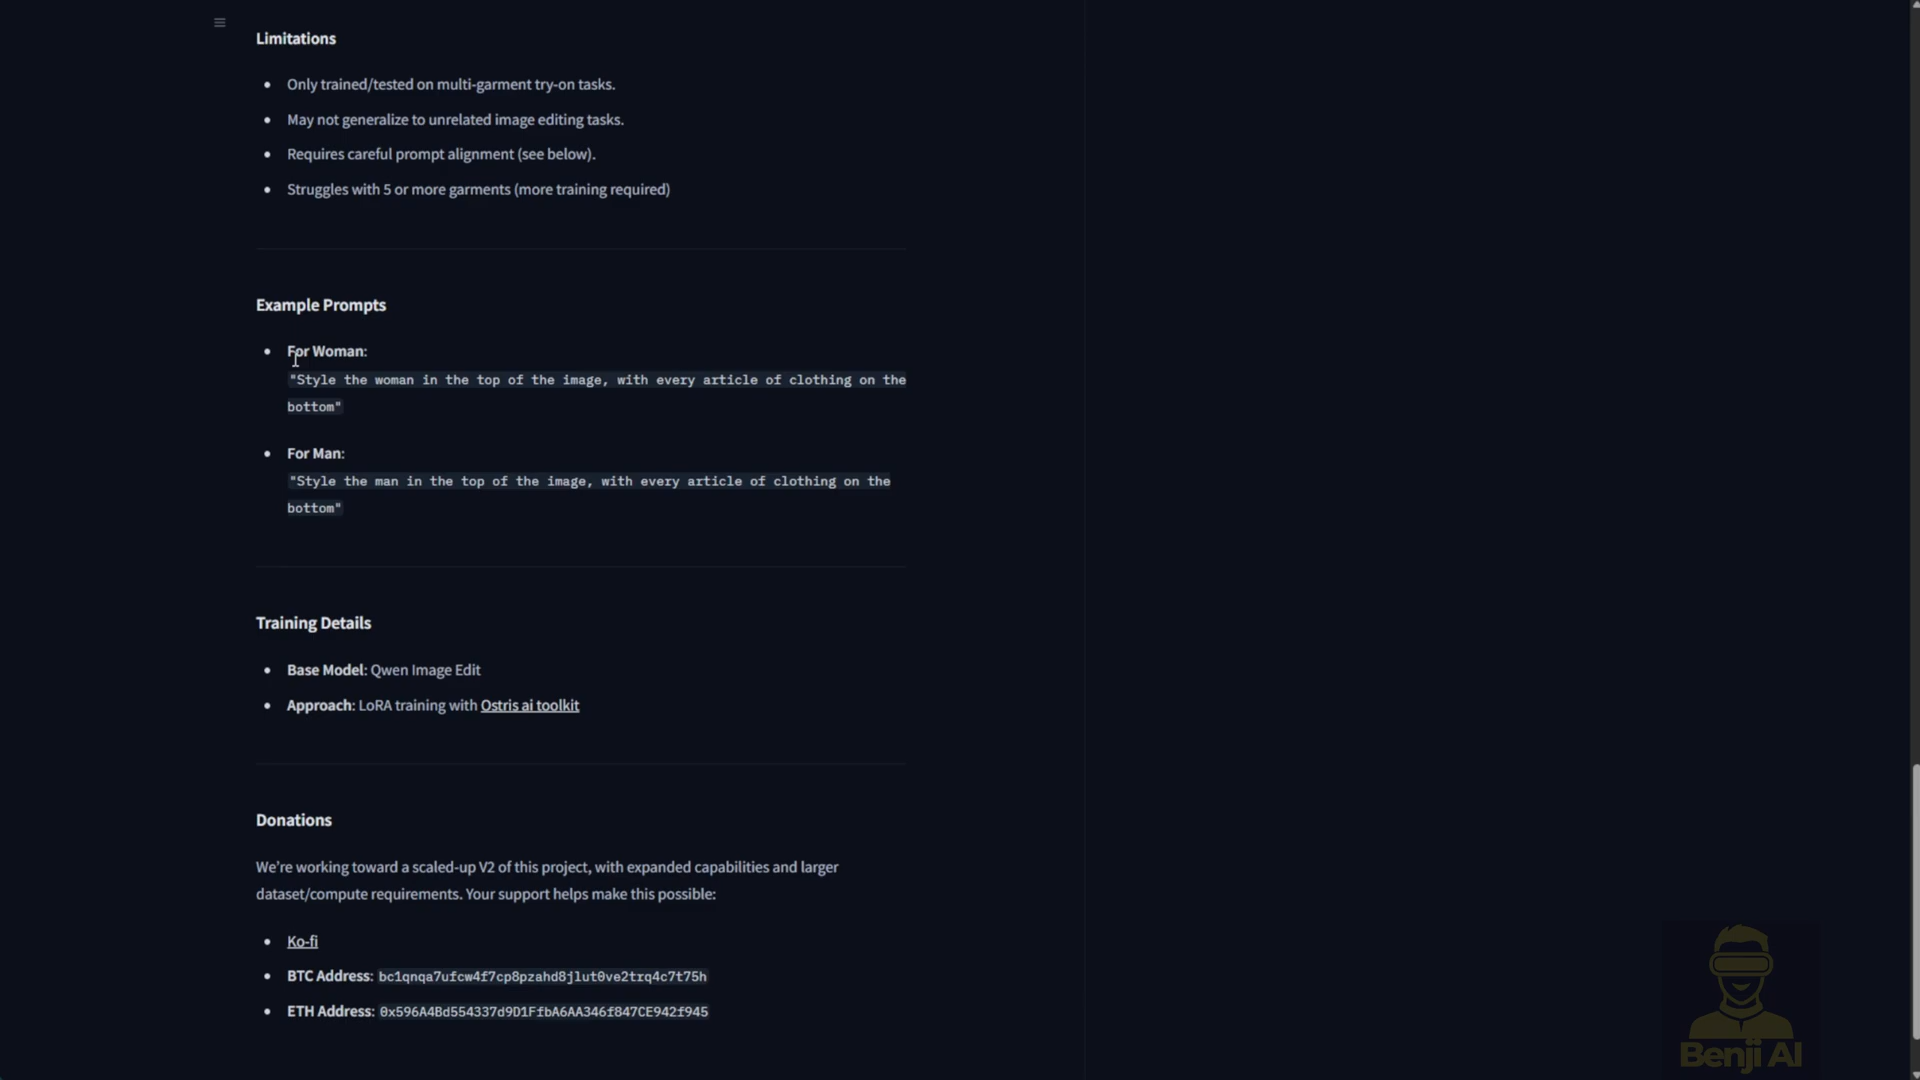 Limitations
Only trained/tested on multi-garment try-on tasks.
May not generalize to unrelated image editing tasks.
Requires careful prompt alignment (see below).
Struggles with 5 or more garments (more training required)
Example Prompts
For Woman:
"Style the woman in the top of the image, with every article of clothing on the
bottom"
For Man:
"Style the man in the top of the image, with every article of clothing on the
bottom"
Training Details
Base Model: Qwen Image Edit
Approach: LoRA training with Ostris ai toolkit
Donations
We're working toward a scaled-up V2 of this project, with expanded capabilities and larger
dataset/compute requirements. Your support helps make this possible:
Ko-fi
BTC Address: bc1qnqa7ufcw4f7cp8pzahd8jlut0ve2trq4c7t75h
ETH Address: 0x596A4Bd554337d9D1FfbA6AA346f847CE942f945
Benji AI